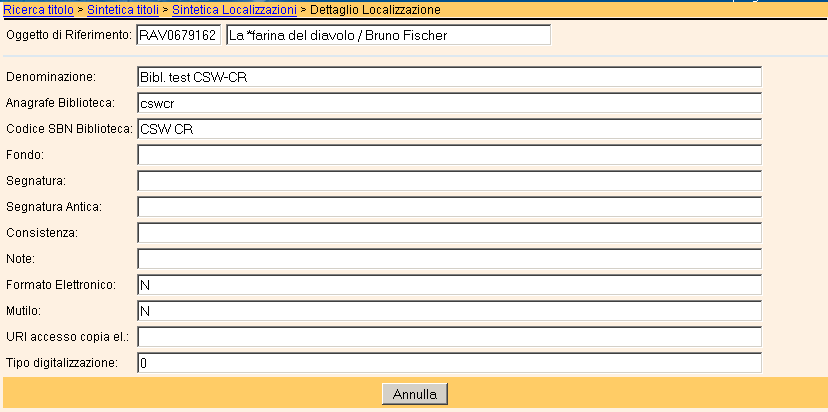 Ricerca titolo > Sintetica titoli > Sintetica Localizzazioni > Dettaglio Localizzazione
Oggetto di Riferimento: RAV0679162 La *farina del diavolo / Bruno Fischer
Denominazione: Bibl. test CSW-CR
Anagrafe Biblioteca: cswcr
Codice SBN Biblioteca: CSW CR
Fondo:
Segnatura:
Segnatura Antica:
Consistenza:
Note:
Formato Elettronico: N
Mutilo: N
URI accesso copia el.:
Tipo digitalizzazione: 0
Annulla